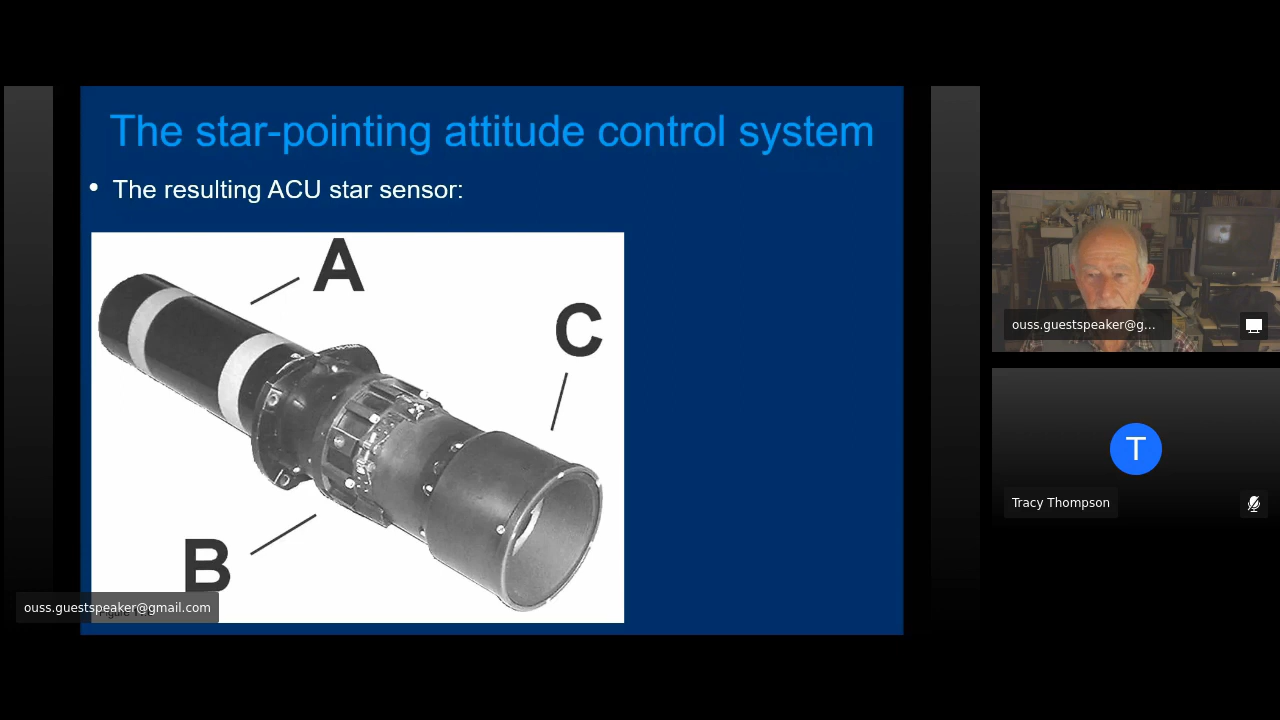 The star-pointing attitude control system
• The resulting ACU star sensor:
A
C
B
ouss.guestspeaker@gmail.com
ouss.guestspeaker@g...
T
Tracy Thompson